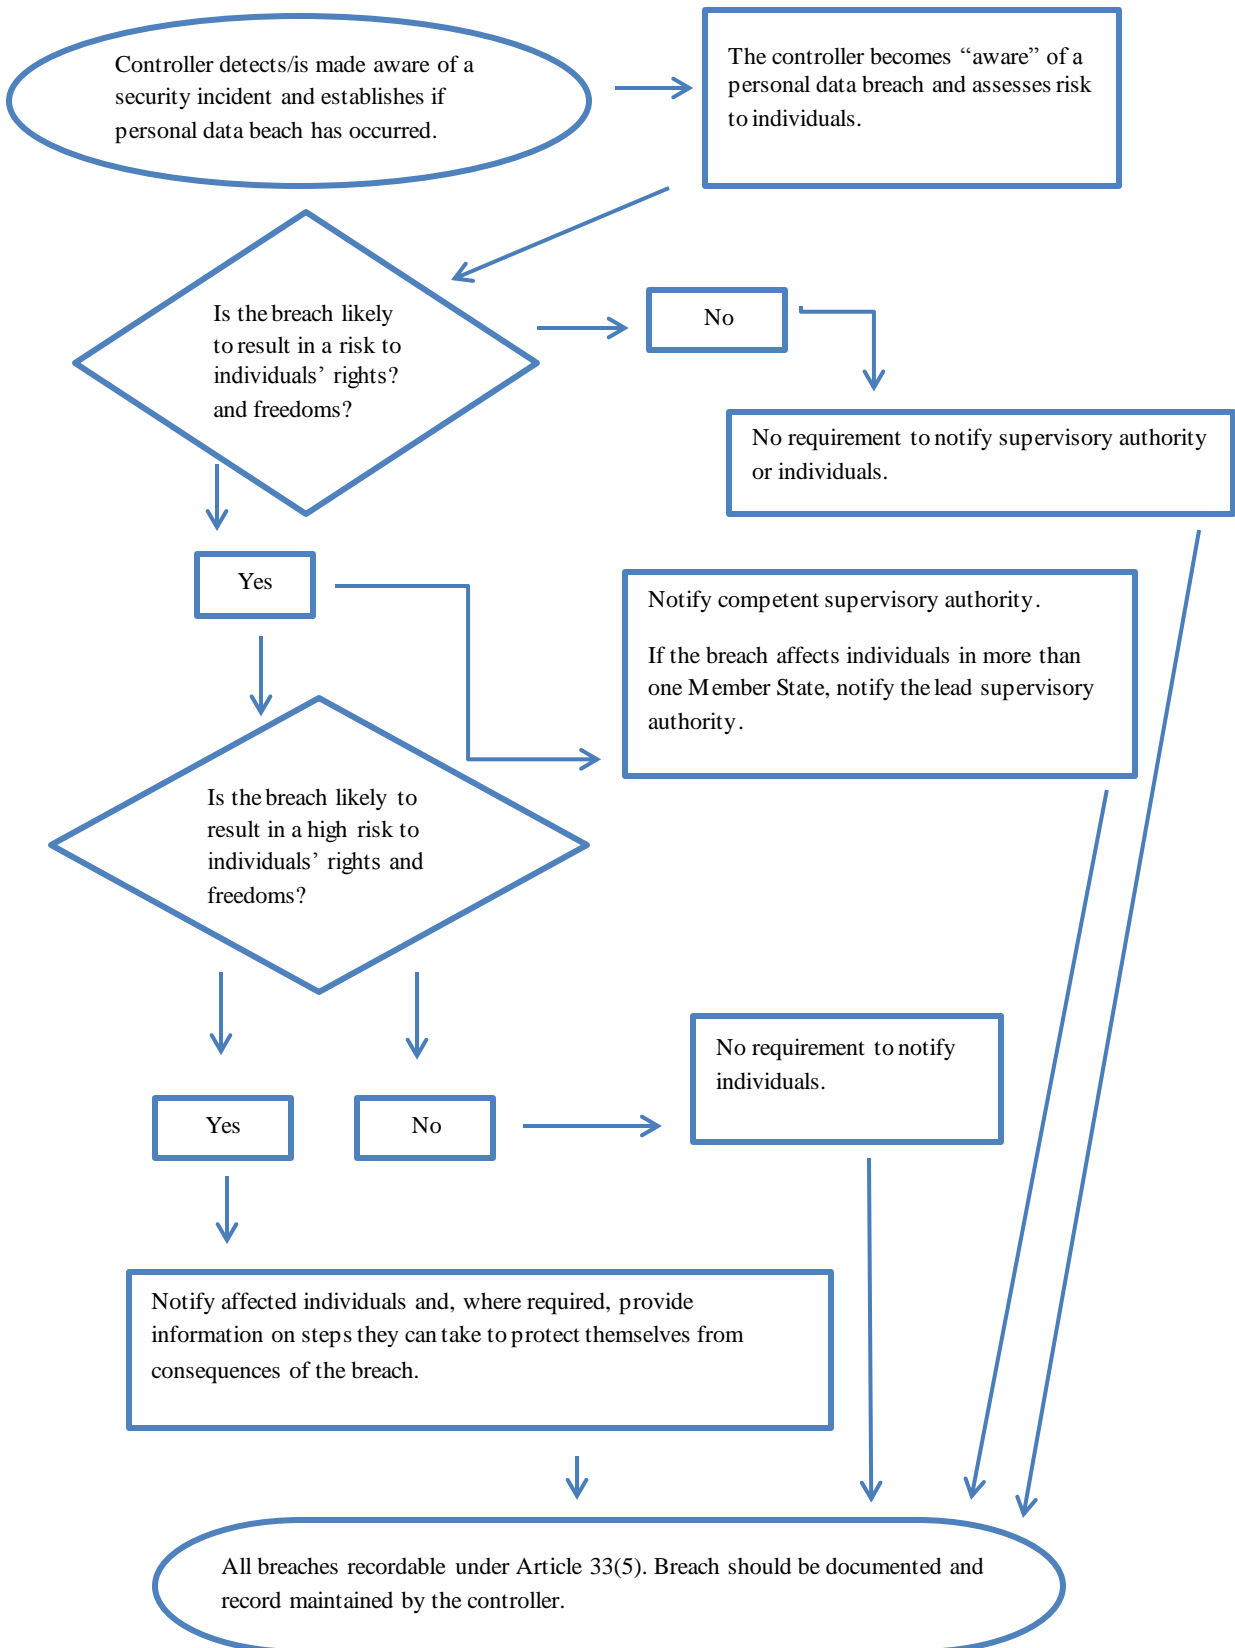 Controller detects/is made aware of a
security incident and establishes if
personal data beach has occurred.
The controller becomes “aware” of a
personal data breach and assesses risk
to individuals.
Is the breach likely
to result in a risk to
individuals’ rights?
and freedoms?
No
No requirement to notify supervisory authority
or individuals.
Yes
Notify competent supervisory authority.
If the breach affects individuals in more than
one Member State, notify the lead supervisory
authority.
Is the breach likely to
result in a high risk to
individuals’ rights and
freedoms?
No requirement to notify
individuals.
Yes
No
Notify affected individuals and, where required, provide
information on steps they can take to protect themselves from
consequences of the breach.
All breaches recordable under Article 33(5). Breach should be documented and
record maintained by the controller.